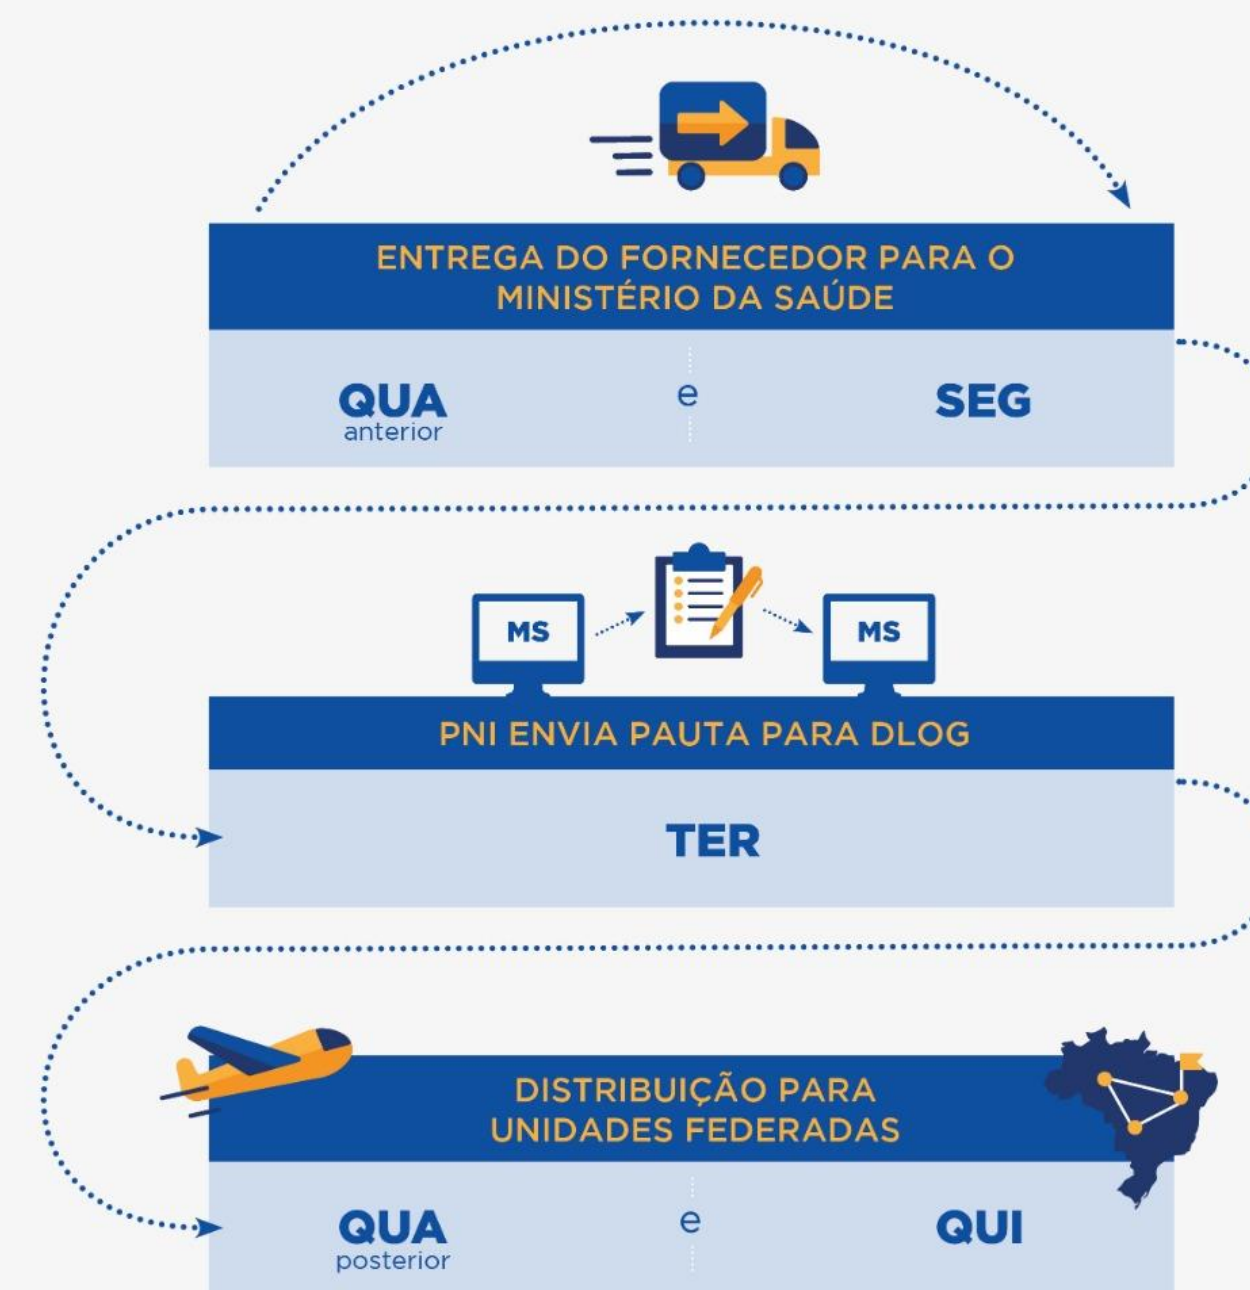 ENTREGA DO FORNECEDOR PARA O
MINISTÉRIO DA SAÚDE
QUA e SEG
anterior
MS MS
PNI ENVIA PAUTA PARA DLOG
TER
DISTRIBUIÇÃO PARA
UNIDADES FEDERADAS
QUA e QUI
posterior